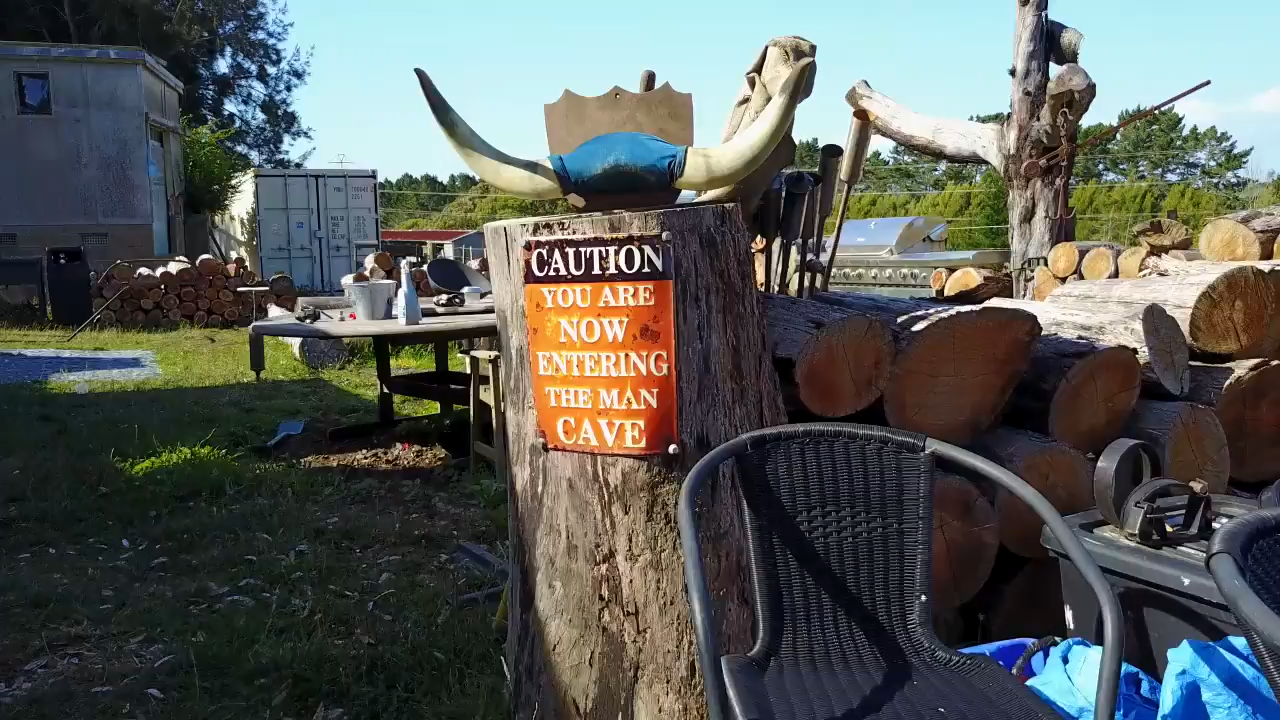 CAUTION
YOU ARE
NOW
ENTERING
THE MAN
CAVE